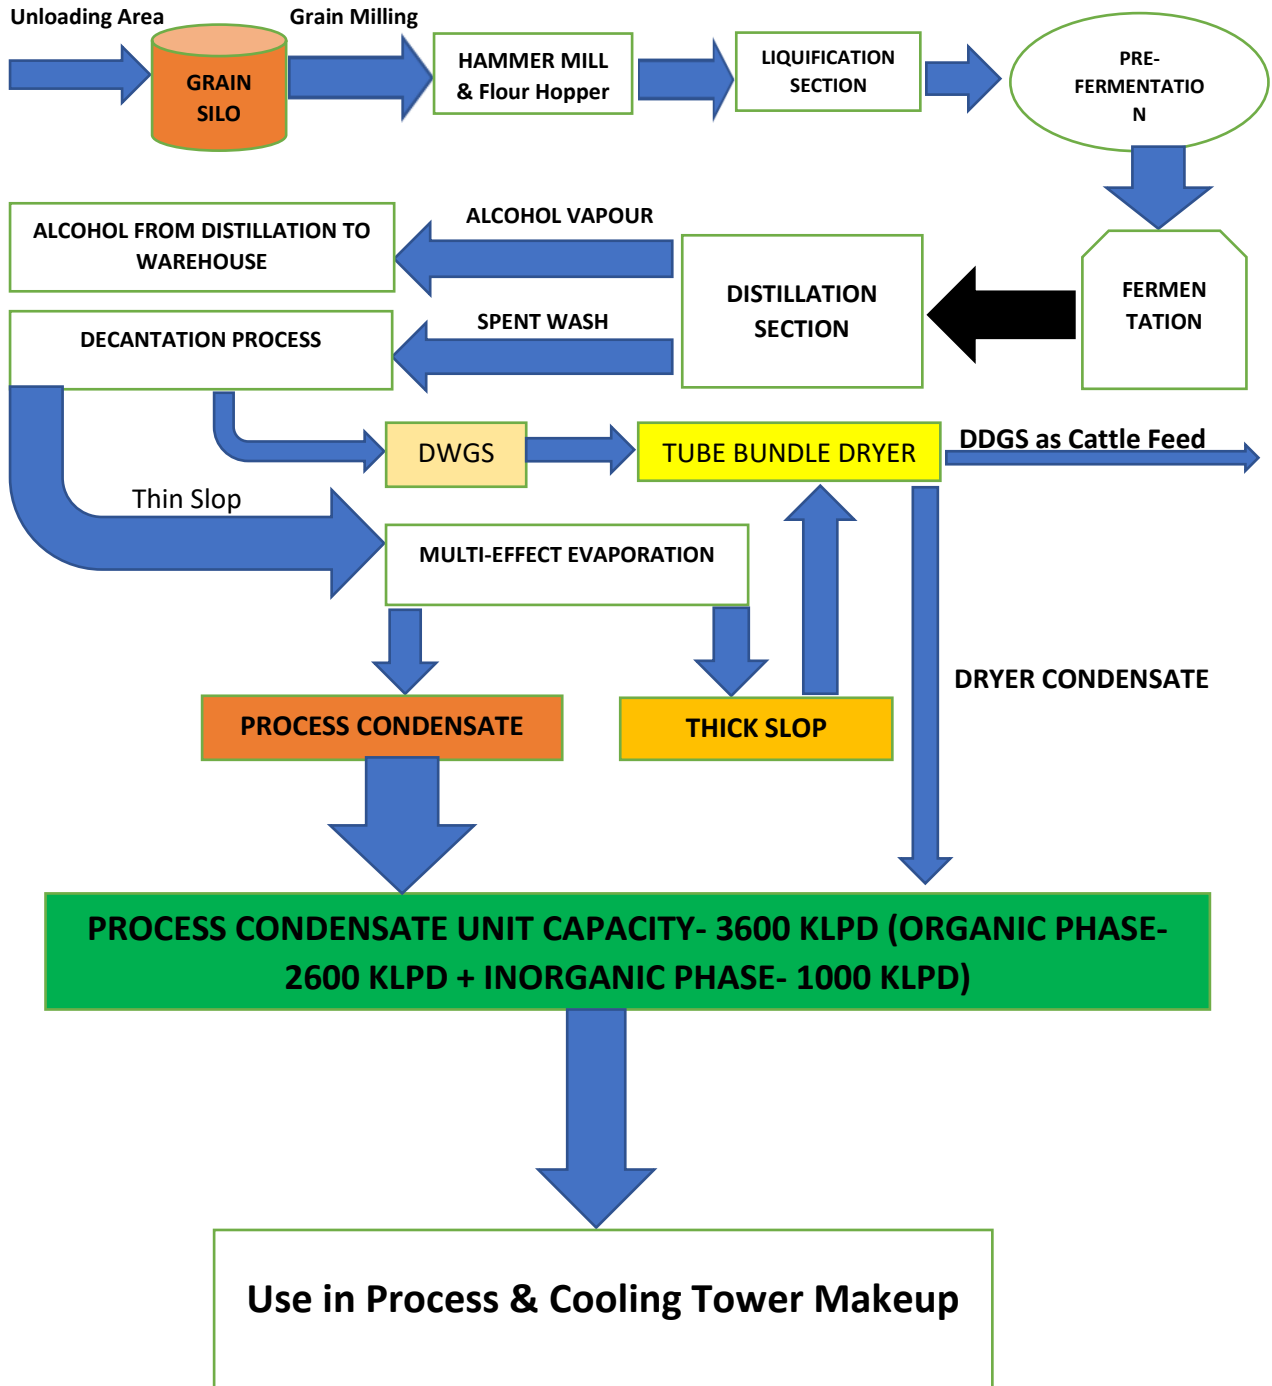 Unloading Area
Grain Milling
GRAIN
SILO
HAMMER MILL
& Flour Hopper
LIQUIFICATION
SECTION
PRE-
FERMENTATIO
N
ALCOHOL FROM DISTILLATION TO
WAREHOUSE
ALCOHOL VAPOUR
DISTILLATION
SECTION
FERMEN
TATION
DECANTATION PROCESS
SPENT WASH
DWGS
TUBE BUNDLE DRYER
DDGS as Cattle Feed
Thin Slop
MULTI-EFFECT EVAPORATION
DRYER CONDENSATE
PROCESS CONDENSATE
THICK SLOP
PROCESS CONDENSATE UNIT CAPACITY- 3600 KLPD (ORGANIC PHASE-
2600 KLPD + INORGANIC PHASE- 1000 KLPD)
Use in Process & Cooling Tower Makeup